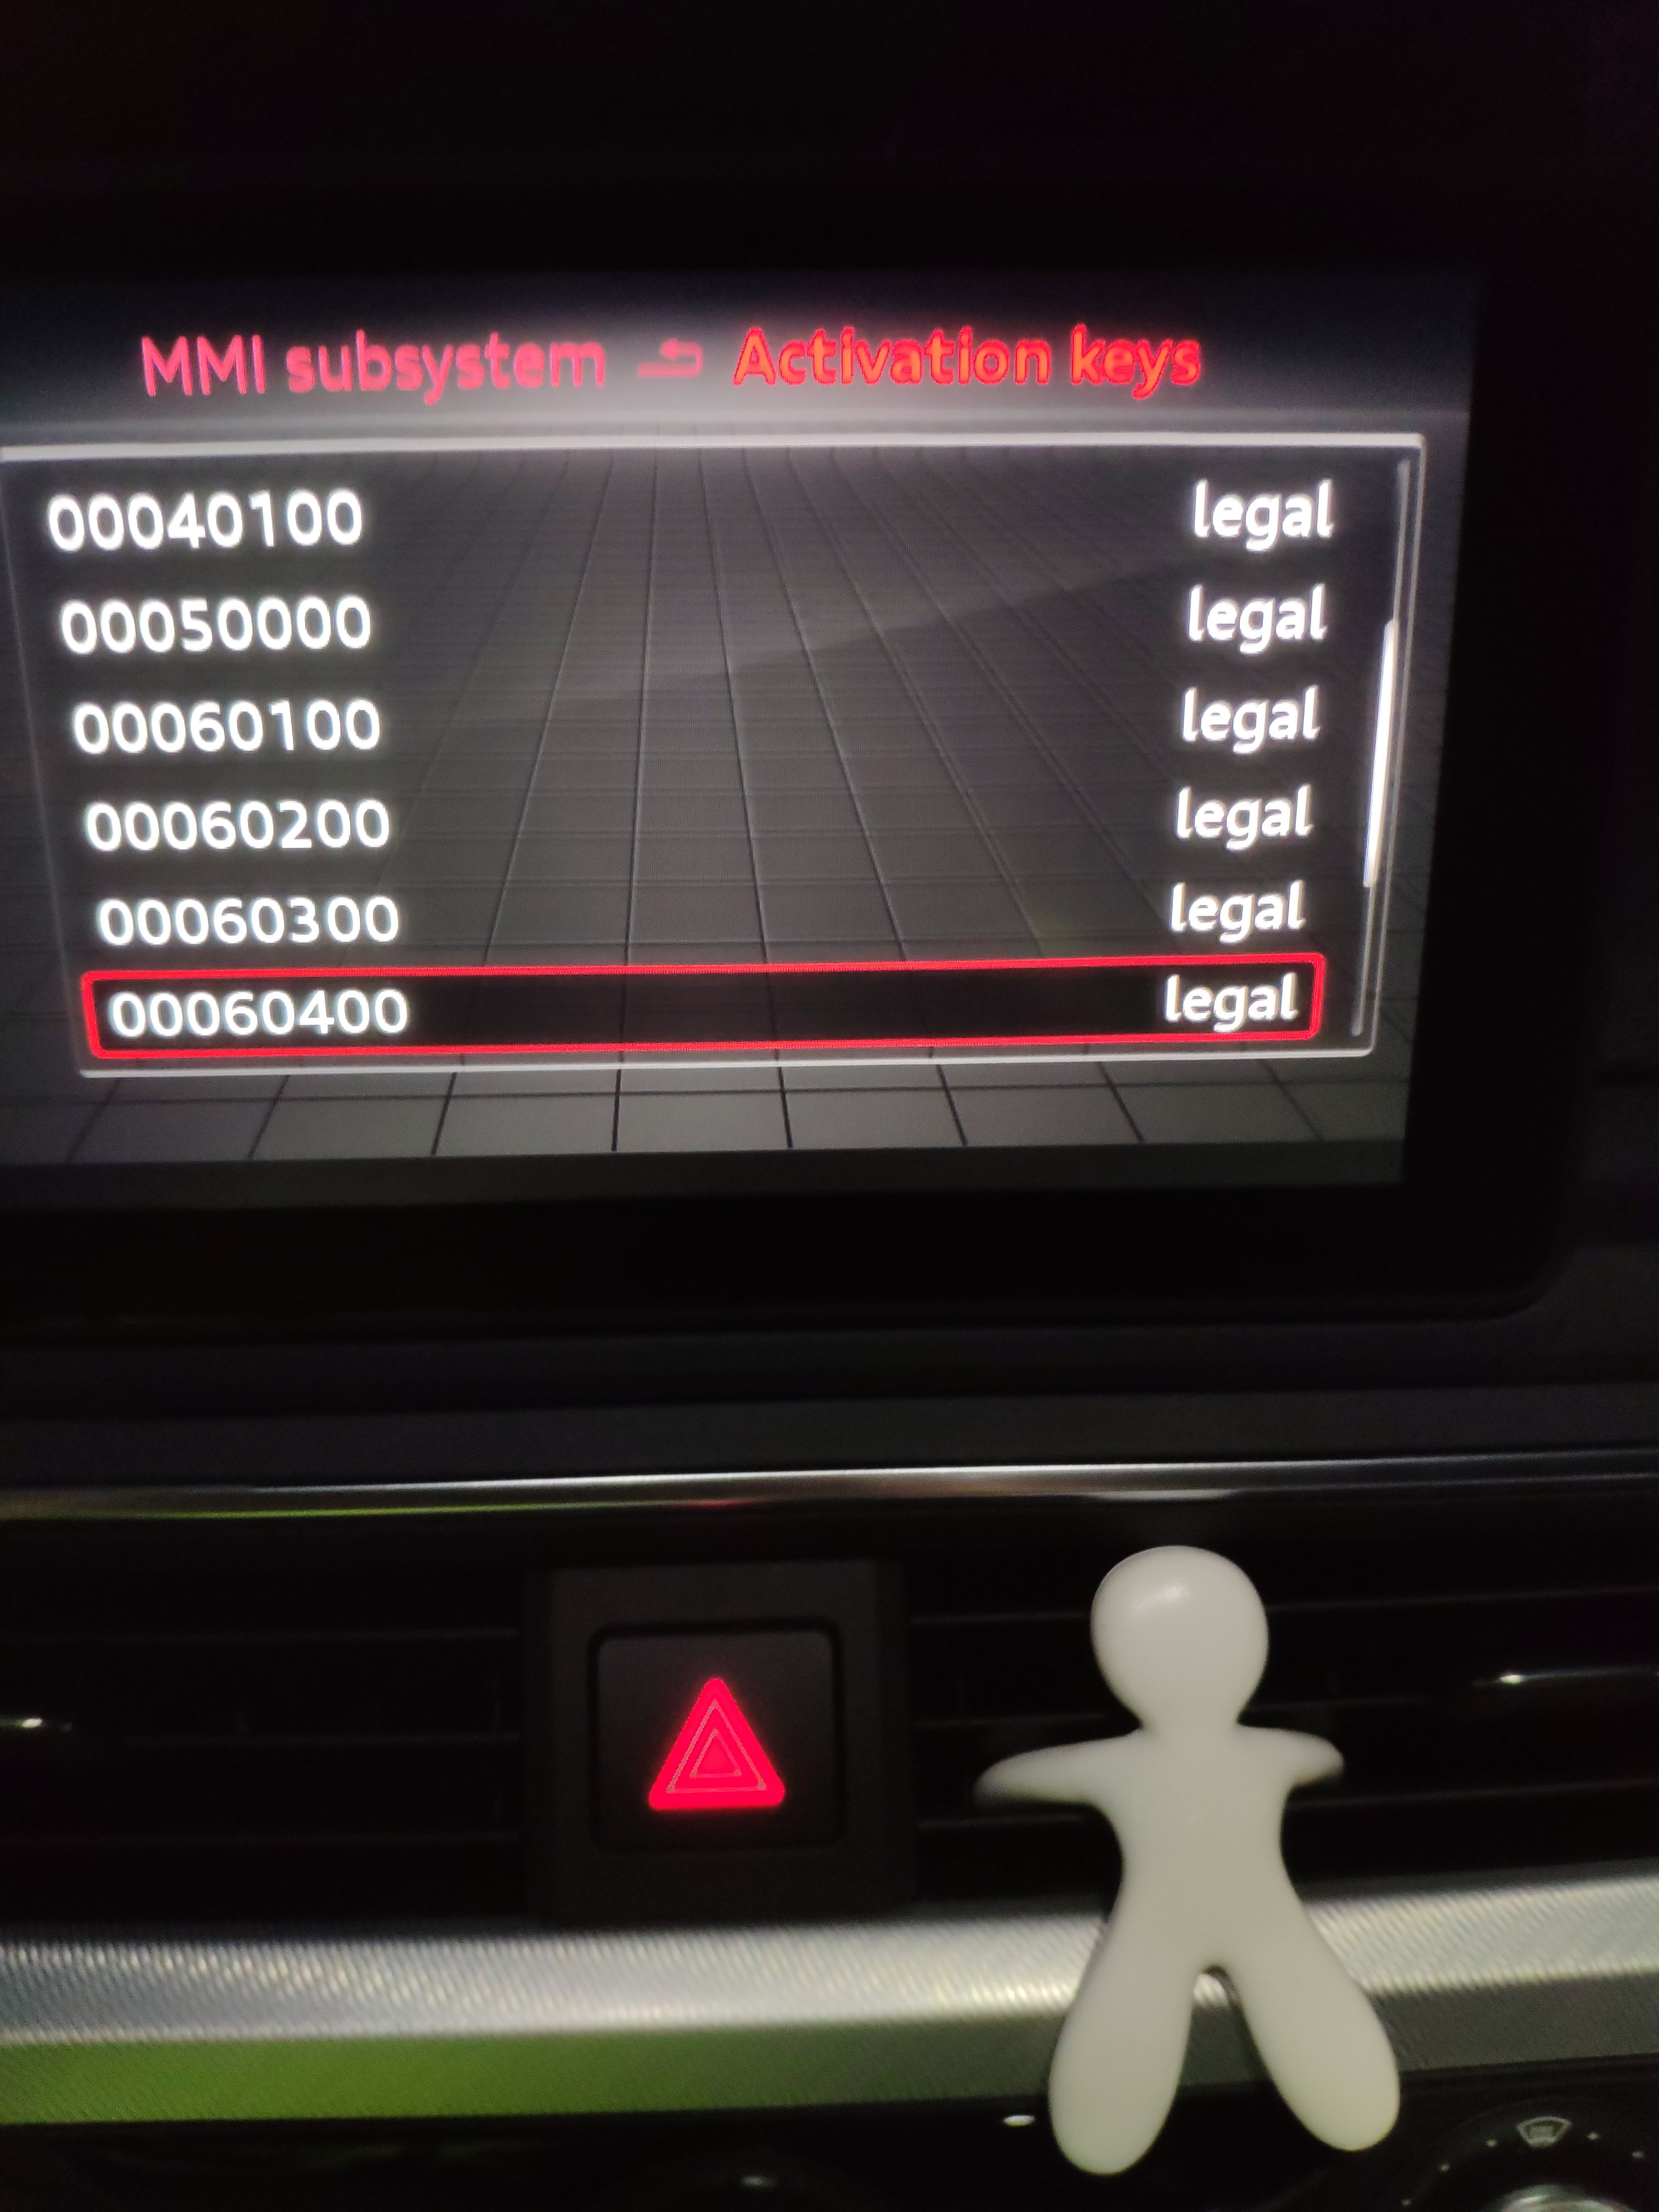 MMI subsystem Activation keys
00040100 legal
00050000 legal
00060100 legal
00060200 legal
00060300 legal
00060400 legal